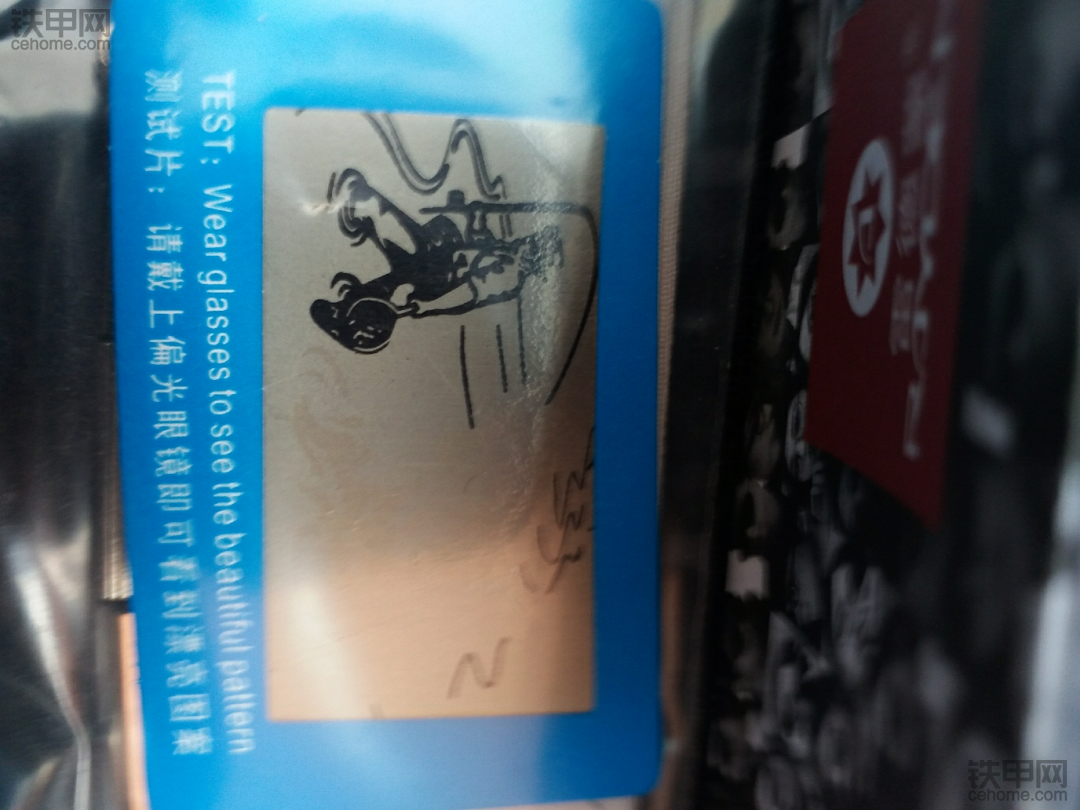 铁甲网
cehome.com
TEST: Wear glasses to see the beautiful pattern
测试片：请戴上偏光眼镜即可看到漂亮图案
铁甲网
cehome.com